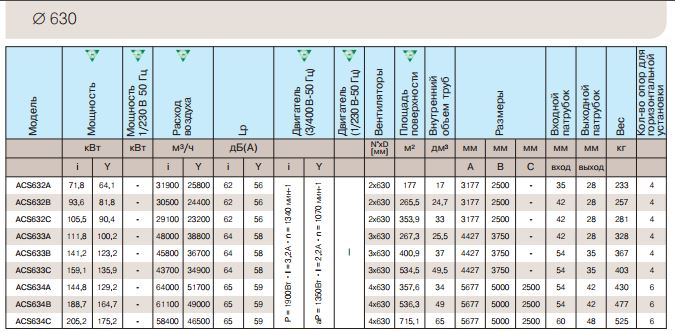 Ø 630
Модель Мощность Мощность 1/230 В 50 Гц Расход воздуха Lp Двигатель (3/400 В-50 Гц) Двигатель (1/230 В-50 Гц) Вентиляторы Площадь поверхности Внутренний объем труб Размеры Входной патрубок Выходной патрубок Вес Кол-во опор для горизонтальной установки
кВт кВт м³/ч дБ(А) N°xD [мм] м² дм³ мм мм мм мм мм кг
i Y i Y i Y i Y A B C вход выход
ACS632A 71,8 64,1 - 31900 25800 62 56 2x630 177 17 3177 2500 - 35 28 233 4
ACS632B 93,6 81,8 - 30500 24400 62 56 2x630 265,5 24,7 3177 2500 - 42 28 257 4
ACS632C 105,5 90,4 - 29100 23200 62 56 2x630 353,9 33 3177 2500 - 42 28 281 4
ACS633A 111,8 100,2 - 48000 38800 64 58 3x630 267,3 25,5 4427 3750 - 42 28 328 4
ACS633B 141,2 123,2 - 45800 36700 64 58 3x630 400,9 37 4427 3750 - 54 35 367 4
ACS633C 159,1 135,9 - 43700 34900 64 58 3x630 534,5 49,5 4427 3750 - 54 35 403 4
ACS634A 144,8 129,2 - 64000 51700 65 59 4x630 357,6 34 5677 2500 2500 54 42 430 6
ACS634B 188,7 164,7 - 61100 49000 65 59 4x630 536,3 49 5677 2500 2500 54 42 477 6
ACS634C 205,2 175,2 - 58400 46500 65 59 4x630 715,1 65 5677 2500 2500 60 48 525 6
P = 1900Вт - I = 3,2A - n = 1340 мин-1
aP = 1350Вт - I = 2,2A - n = 1070 мин-1
I